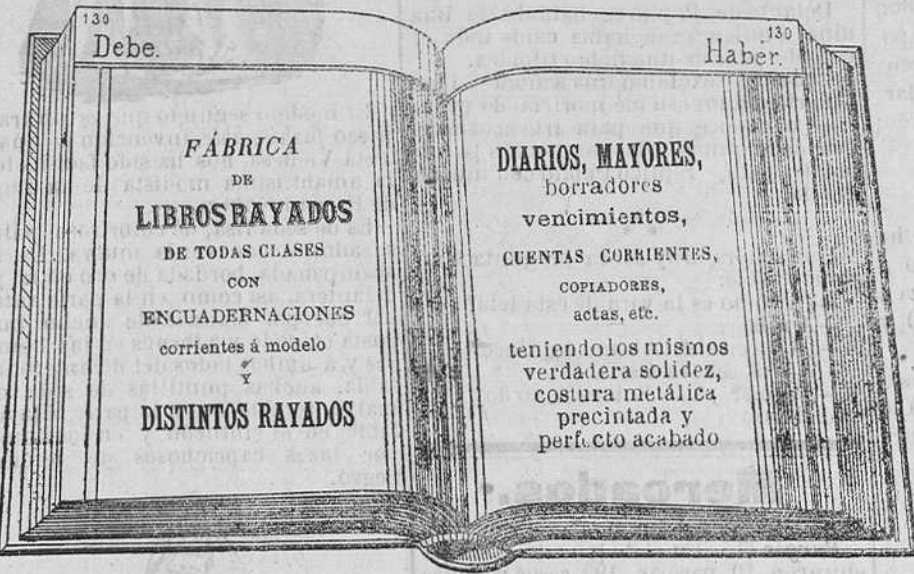 130
Debe.
FÁBRICA
DE
LIBROS RAYADOS
DE TODAS CLASES
CON
ENCUADERNACIONES
corrientes á modelo
Y
DISTINTOS RAYADOS
130
Haber.
DIARIOS, MAYORES,
borradores
vencimientos,
CUENTAS CORRIENTES,
COPIADORES,
actas, etc.
teniendo los mismos
verdadera solidez,
costura metálica
precintada y
perfecto acabado